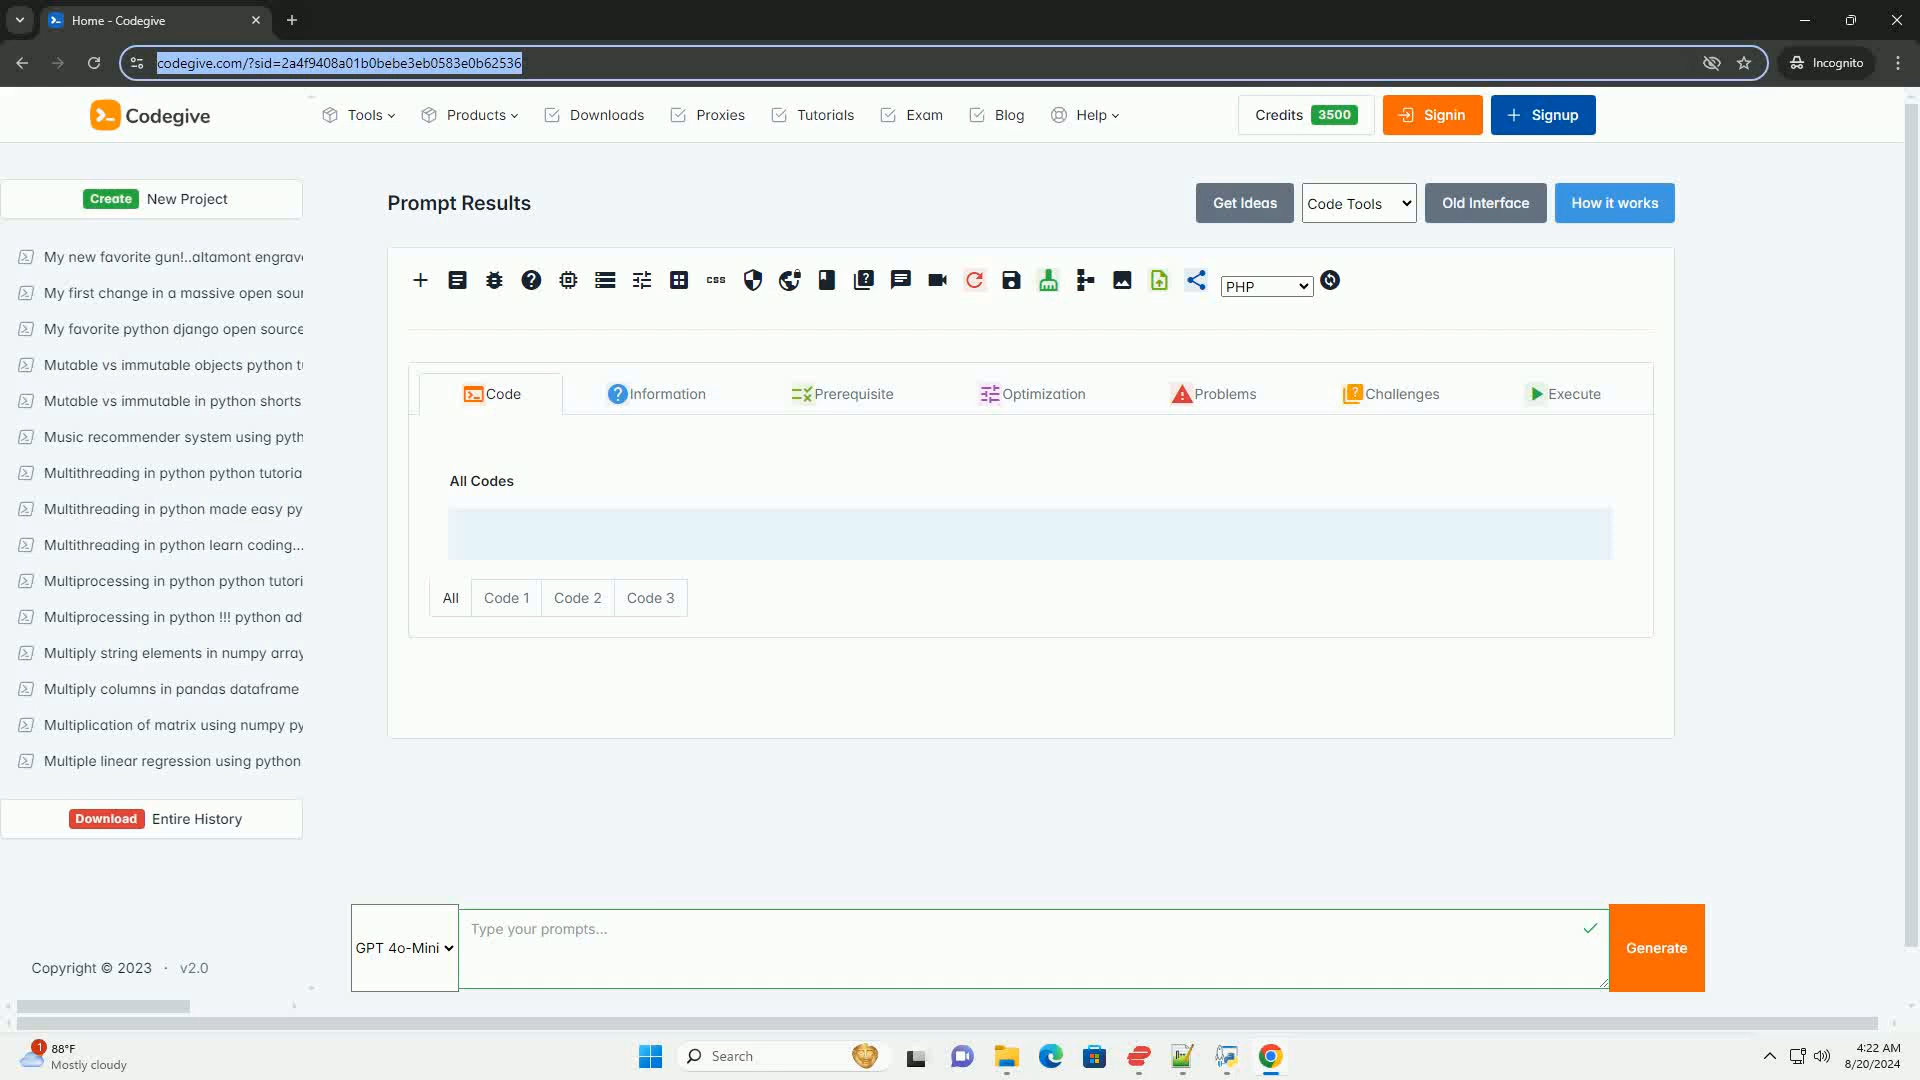 Home - Codegive
codegive.com/?sid=2a4f9408a01b0bebe3eb0583e0b62536
Incognito
Codegive
Tools
Products
Downloads
Proxies
Tutorials
Exam
Blog
Help
Credits 3500
Signin
Signup
Create New Project
My new favorite gun!..altamont engrav
My first change in a massive open sour
My favorite python django open source
Mutable vs immutable objects python t
Mutable vs immutable in python shorts
Music recommender system using pyth
Multithreading in python python tutoria
Multithreading in python made easy py
Multithreading in python learn coding...
Multiprocessing in python python tutori
Multiprocessing in python !!! python ad
Multiply string elements in numpy array
Multiply columns in pandas dataframe
Multiplication of matrix using numpy py
Multiple linear regression using python
Download Entire History
Copyright © 2023 · v2.0
Prompt Results
Get Ideas
Code Tools
Old Interface
How it works
css
PHP
Code
Information
Prerequisite
Optimization
Problems
Challenges
Execute
All Codes
All
Code 1
Code 2
Code 3
GPT 4o-Mini
Type your prompts...
Generate
1
88°F
Mostly cloudy
Search
4:22 AM
8/20/2024